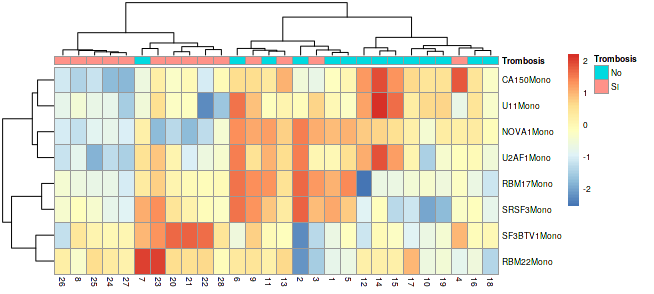 Trombosis
CA150Mono
U11Mono
NOVA1Mono
U2AF1Mono
RBM17Mono
SRSF3Mono
SF3BTV1Mono
RBM22Mono
26 8 25 24 27 7 23 20 21 22 28 6 9 11 13 2 3 1 5 12 14 15 17 10 19 4 16 18
2
1
0
-1
-2
Trombosis
No
SI